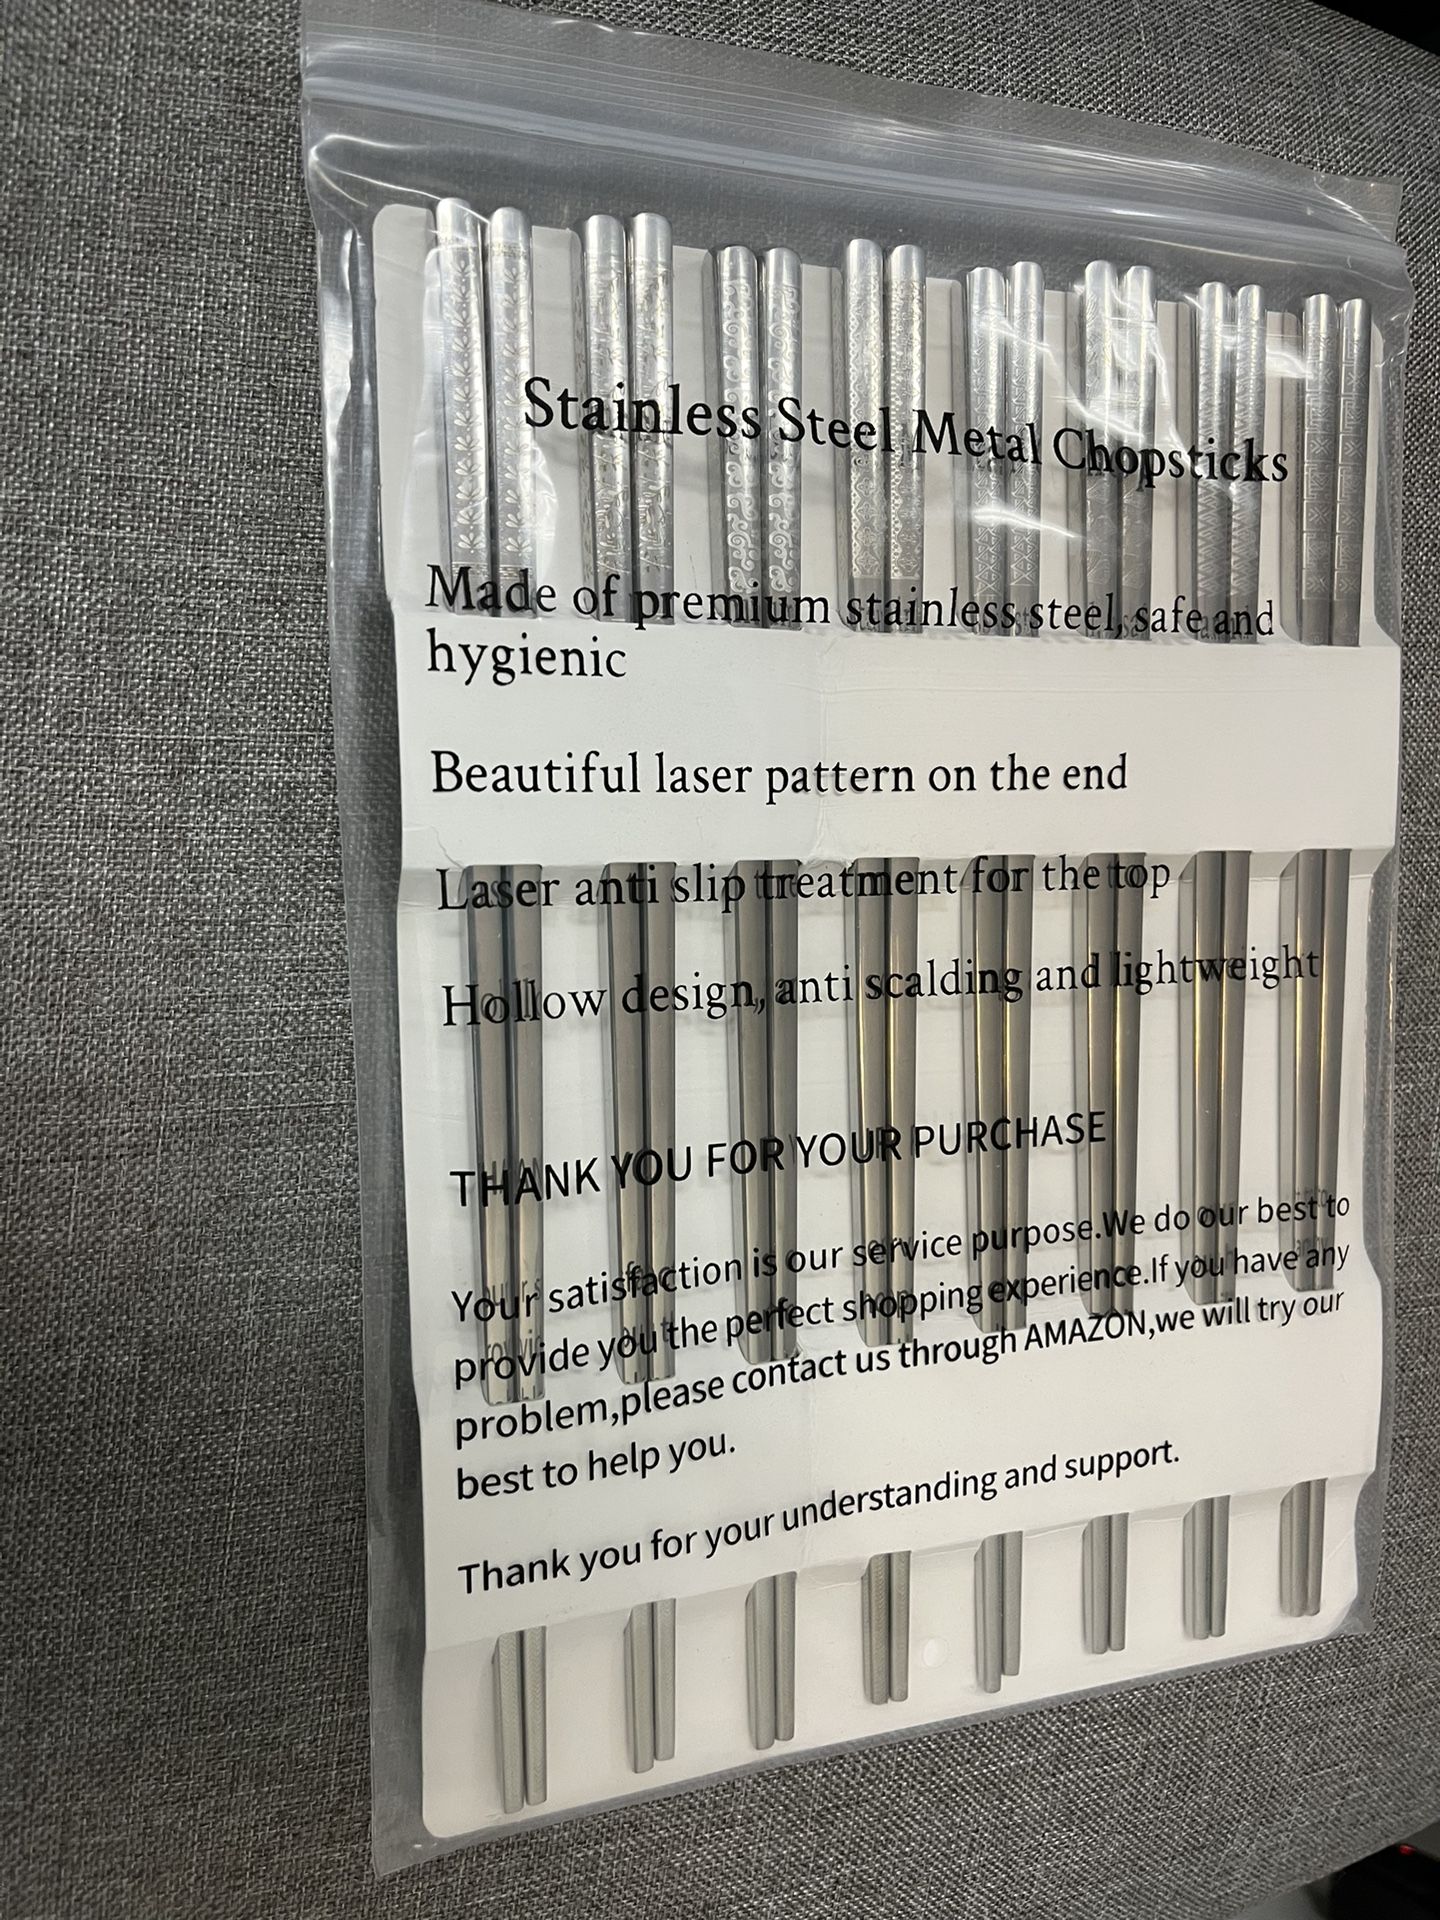 Stainless Steel Metal Chopsticks
Made of premium stainless steel, safe and
hygienic
Beautiful laser pattern on the end
Laser anti slip treatment for the top
Hollow design, anti scalding and lightweight
THANK YOU FOR YOUR PURCHASE
Your satisfaction is our service purpose.We do our best to
provide you the perfect shopping experience.If you have any
problem,please contact us through AMAZON,we will try our
best to help you.
Thank you for your understanding and support.